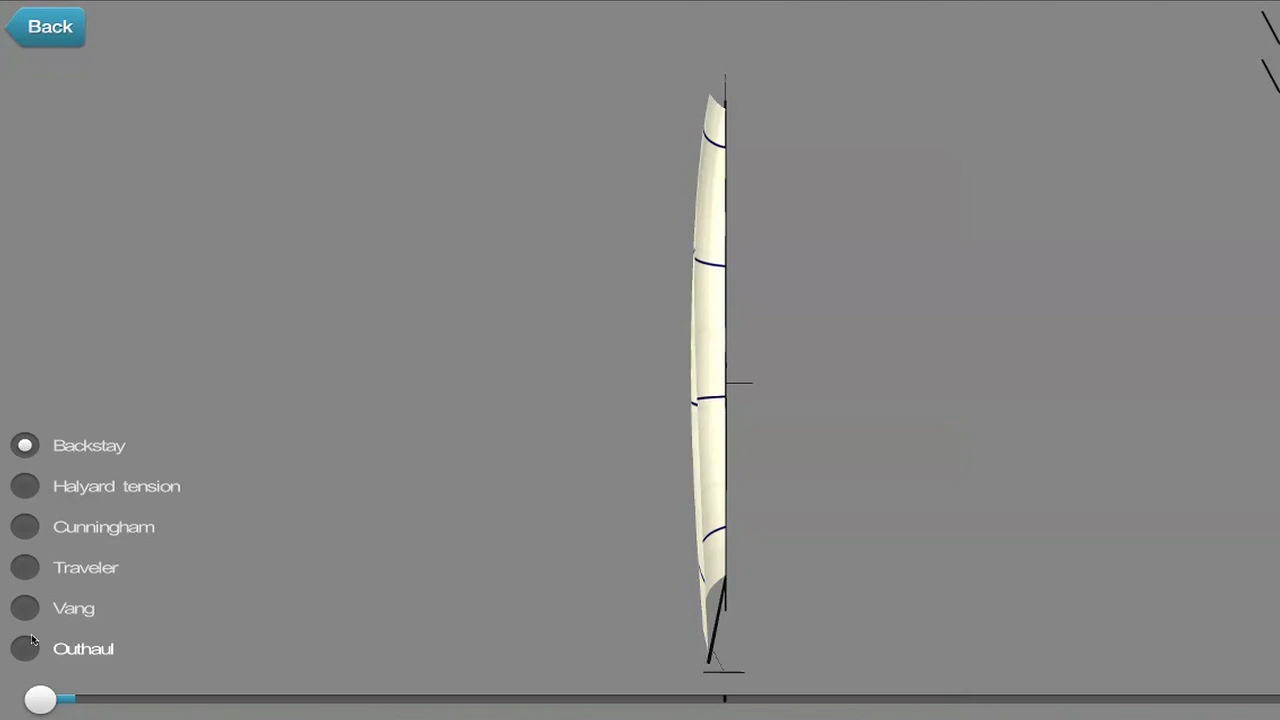 Back
Backstay
Halyard tension
Cunningham
Traveler
Vang
Outhaul